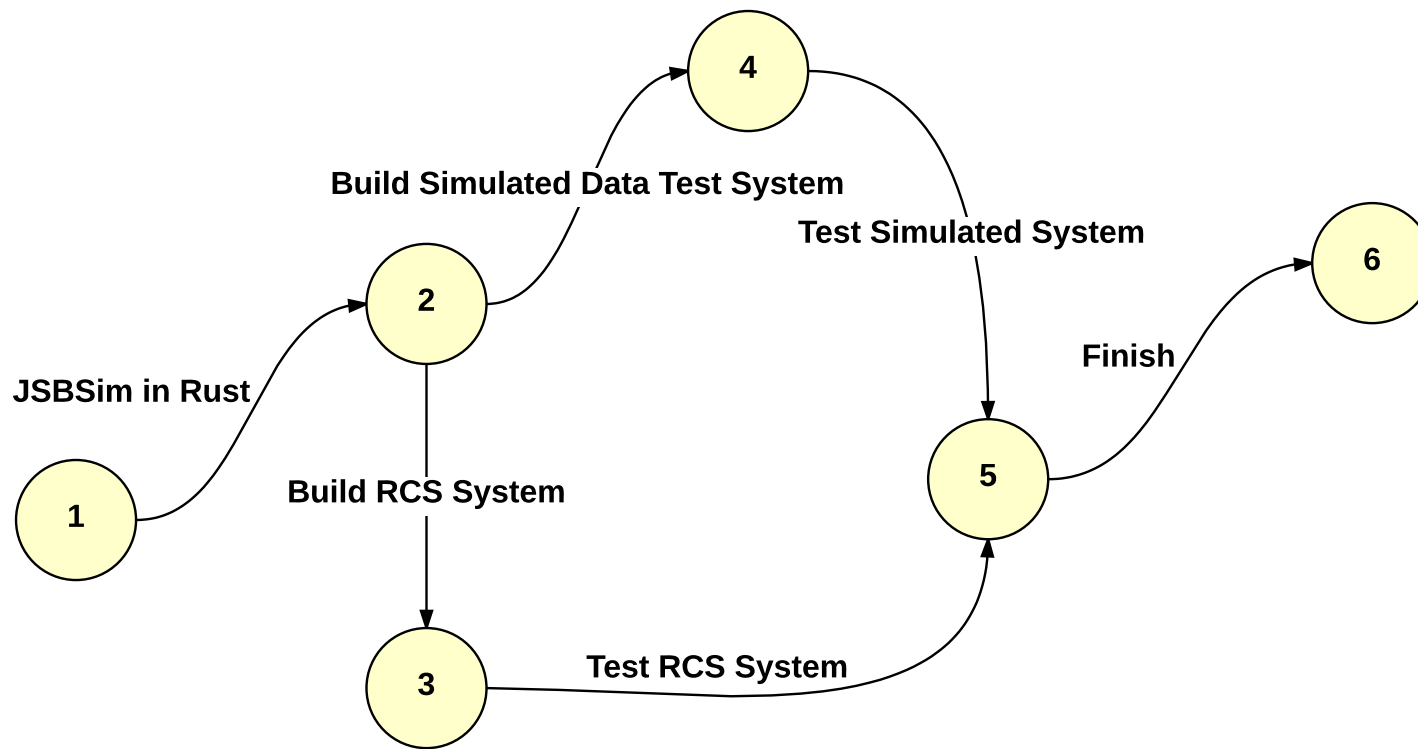 4
Build Simulated Data Test System
Test Simulated System
6
2
Finish
JSBSim in Rust
5
Build RCS System
1
Test RCS System
3